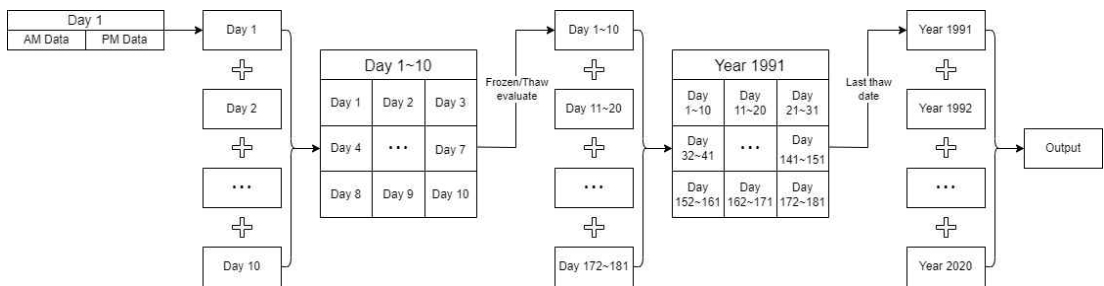 Day 1
AM Data
PM Data
Day 1
Day 2
...
Day 10
Day 1~10
Day 1
Day 2
Day 3
Day 4
...
Day 7
Day 8
Day 9
Day 10
Frozen/Thaw
evaluate
Day 1~10
Day 11~20
...
Day 172~181
Year 1991
Day
1~10
Day
11~20
Day
21~31
Day
32~41
...
Day
141~151
Day
152~161
Day
162~171
Day
172~181
Last thaw
date
Year 1991
Year 1992
...
Year 2020
Output